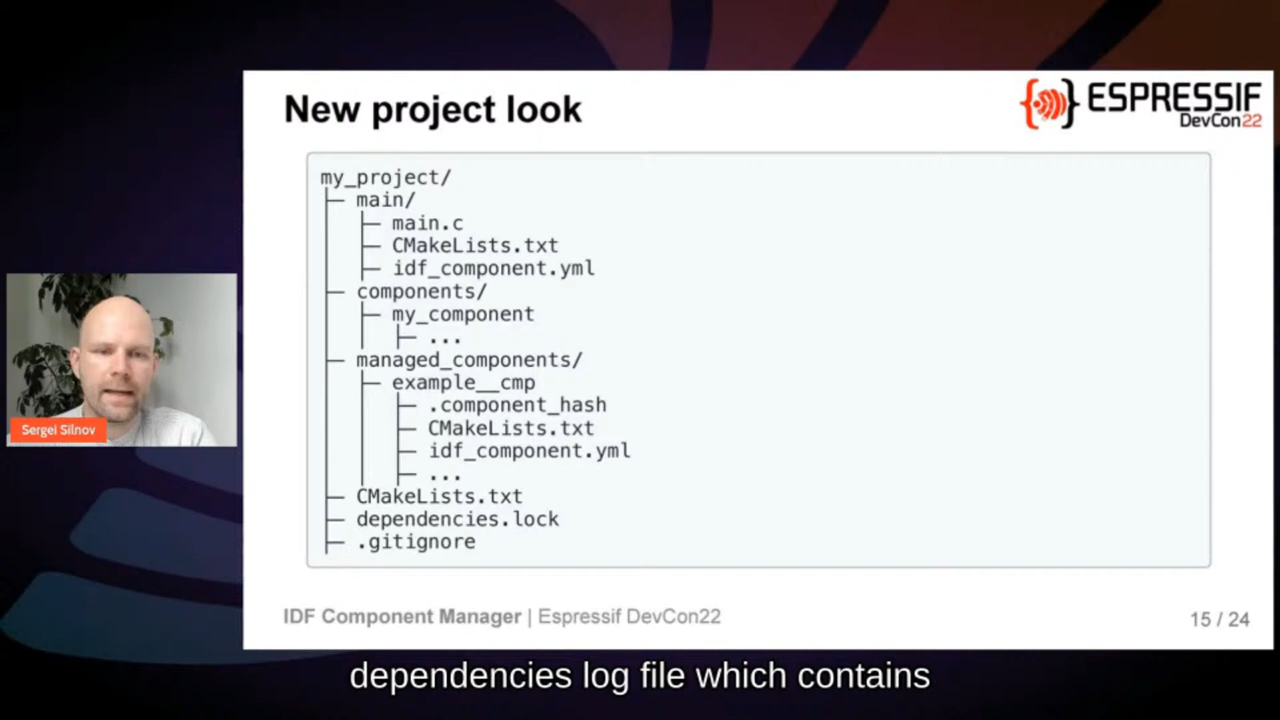 New project look
ESPRESSIF
DevCon22
my_project/
├─ main/
│  ├─ main.c
│  ├─ CMakeLists.txt
│  ├─ idf_component.yml
├─ components/
│  ├─ my_component
│  │  ├─ ...
├─ managed_components/
│  ├─ example__cmp
│  │  ├─ .component_hash
│  │  ├─ CMakeLists.txt
│  │  ├─ idf_component.yml
│  │  ├─ ...
├─ CMakeLists.txt
├─ dependencies.lock
├─ .gitignore
Sergei Silnov
IDF Component Manager | Espressif DevCon22
15 / 24
dependencies log file which contains